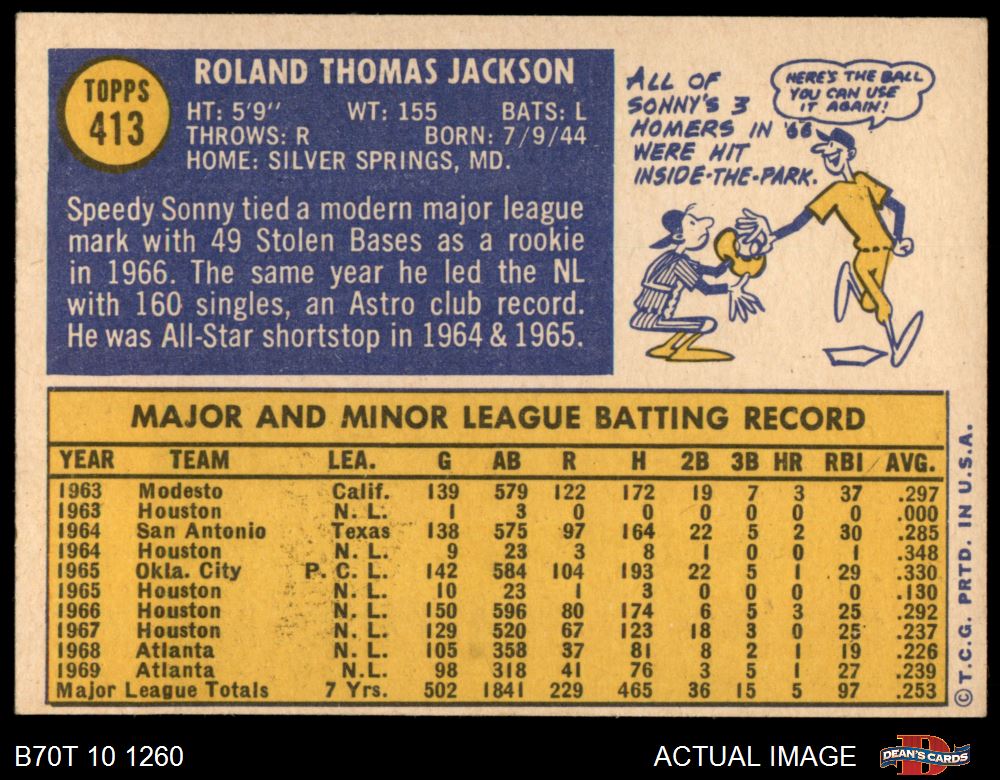 TOPPS
413
ROLAND THOMAS JACKSON
HT: 5'9'' WT: 155 BATS: L
THROWS: R BORN: 7/9/44
HOME: SILVER SPRINGS, MD.
Speedy Sonny tied a modern major league
mark with 49 Stolen Bases as a rookie
in 1966. The same year he led the NL
with 160 singles, an Astro club record.
He was All-Star shortstop in 1964 & 1965.
ALL OF
SONNY'S 3
HOMERS IN '66
WERE HIT
INSIDE-THE-PARK.
HERE'S THE BALL
YOU CAN USE
IT AGAIN!
MAJOR AND MINOR LEAGUE BATTING RECORD
YEAR TEAM LEA. G AB R H 2B 3B HR RBI AVG.
1963 Modesto Calif. 139 579 122 172 19 7 3 37 .297
1963 Houston N. L. 1 3 0 0 0 0 0 0 .000
1964 San Antonio Texas 138 575 97 164 22 5 2 30 .285
1964 Houston N. L. 9 23 3 8 1 0 0 1 .348
1965 Okla. City P. C. L. 142 584 104 193 22 5 1 29 .330
1965 Houston N. L. 10 23 1 3 0 0 0 0 .130
1966 Houston N. L. 150 596 80 174 6 5 3 25 .292
1967 Houston N. L. 129 520 67 123 18 3 0 25 .237
1968 Atlanta N. L. 105 358 37 81 8 2 1 19 .226
1969 Atlanta N.L. 98 318 41 76 3 5 1 27 .239
Major League Totals 7 Yrs. 502 1841 229 465 36 15 5 97 .253
© T.C.G. PRTD. IN U.S.A.
B70T 10 1260
ACTUAL IMAGE
DEAN'S CARDS